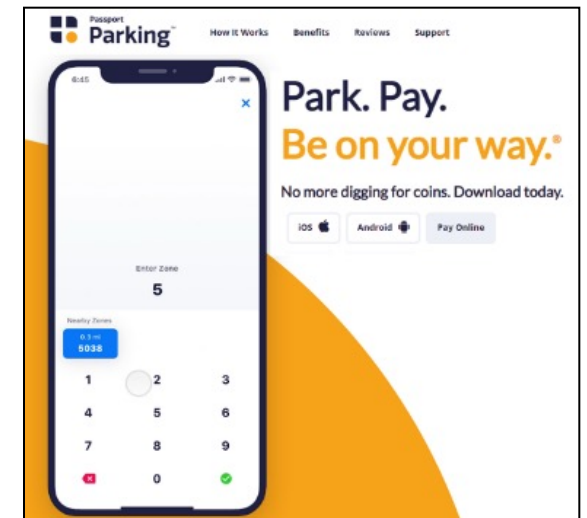 Passport
Parking™
How It Works Benefits Reviews Support
6:45
Park. Pay.
Be on your way.®
No more digging for coins. Download today.
iOS Android Pay Online
Enter Zone
5
Nearby Zones
0.3 mi
5038
1 2 3
4 5 6
7 8 9
0